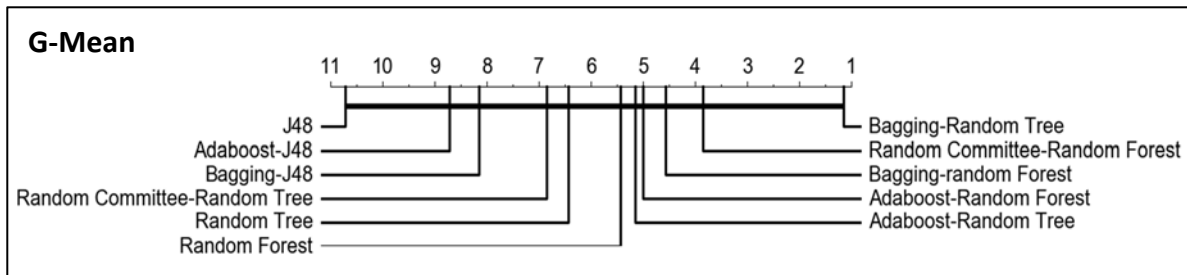 G-Mean
11 10 9 8 7 6 5 4 3 2 1
J48
Adaboost-J48
Bagging-J48
Random Committee-Random Tree
Random Tree
Random Forest
Bagging-Random Tree
Random Committee-Random Forest
Bagging-random Forest
Adaboost-Random Forest
Adaboost-Random Tree